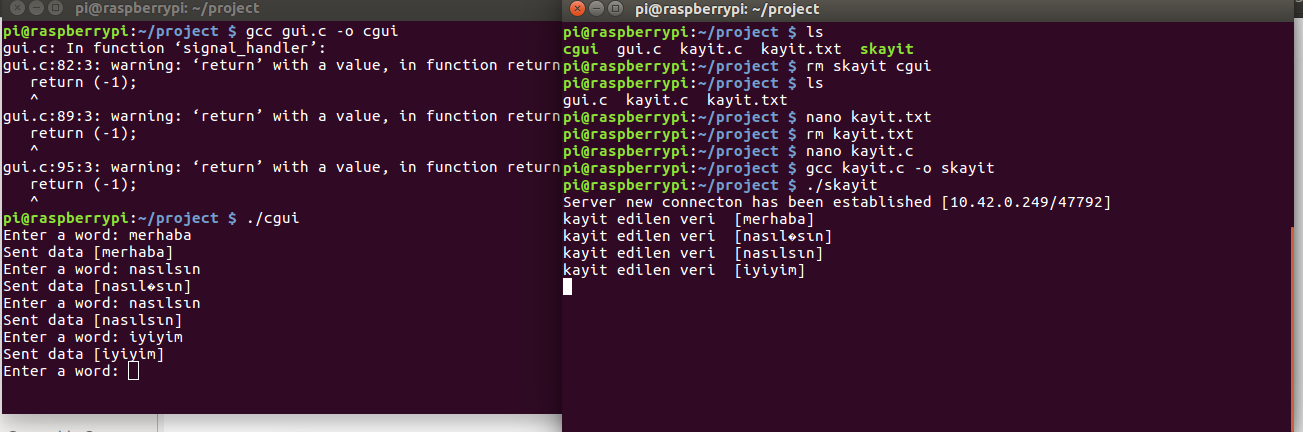 pi@raspberrypi: ~/project
pi@raspberrypi:~/project $ gcc gui.c -o cgui
gui.c: In function ‘signal_handler’:
gui.c:82:3: warning: ‘return’ with a value, in function return
return (-1);
^
gui.c:89:3: warning: ‘return’ with a value, in function return
return (-1);
^
gui.c:95:3: warning: ‘return’ with a value, in function return
return (-1);
^
pi@raspberrypi:~/project $ ./cgui
Enter a word: merhaba
Sent data [merhaba]
Enter a word: nasılsın
Sent data [nasıl�sın]
Enter a word: nasılsın
Sent data [nasılsın]
Enter a word: iyiyim
Sent data [iyiyim]
Enter a word:
pi@raspberrypi: ~/project
pi@raspberrypi:~/project $ ls
cgui gui.c kayit.c kayit.txt skayit
pi@raspberrypi:~/project $ rm skayit cgui
pi@raspberrypi:~/project $ ls
gui.c kayit.c kayit.txt
pi@raspberrypi:~/project $ nano kayit.txt
pi@raspberrypi:~/project $ rm kayit.txt
pi@raspberrypi:~/project $ nano kayit.c
pi@raspberrypi:~/project $ gcc kayit.c -o skayit
pi@raspberrypi:~/project $ ./skayit
Server new connecton has been established [10.42.0.249/47792]
kayit edilen veri [merhaba]
kayit edilen veri [nasıl�sın]
kayit edilen veri [nasılsın]
kayit edilen veri [iyiyim]